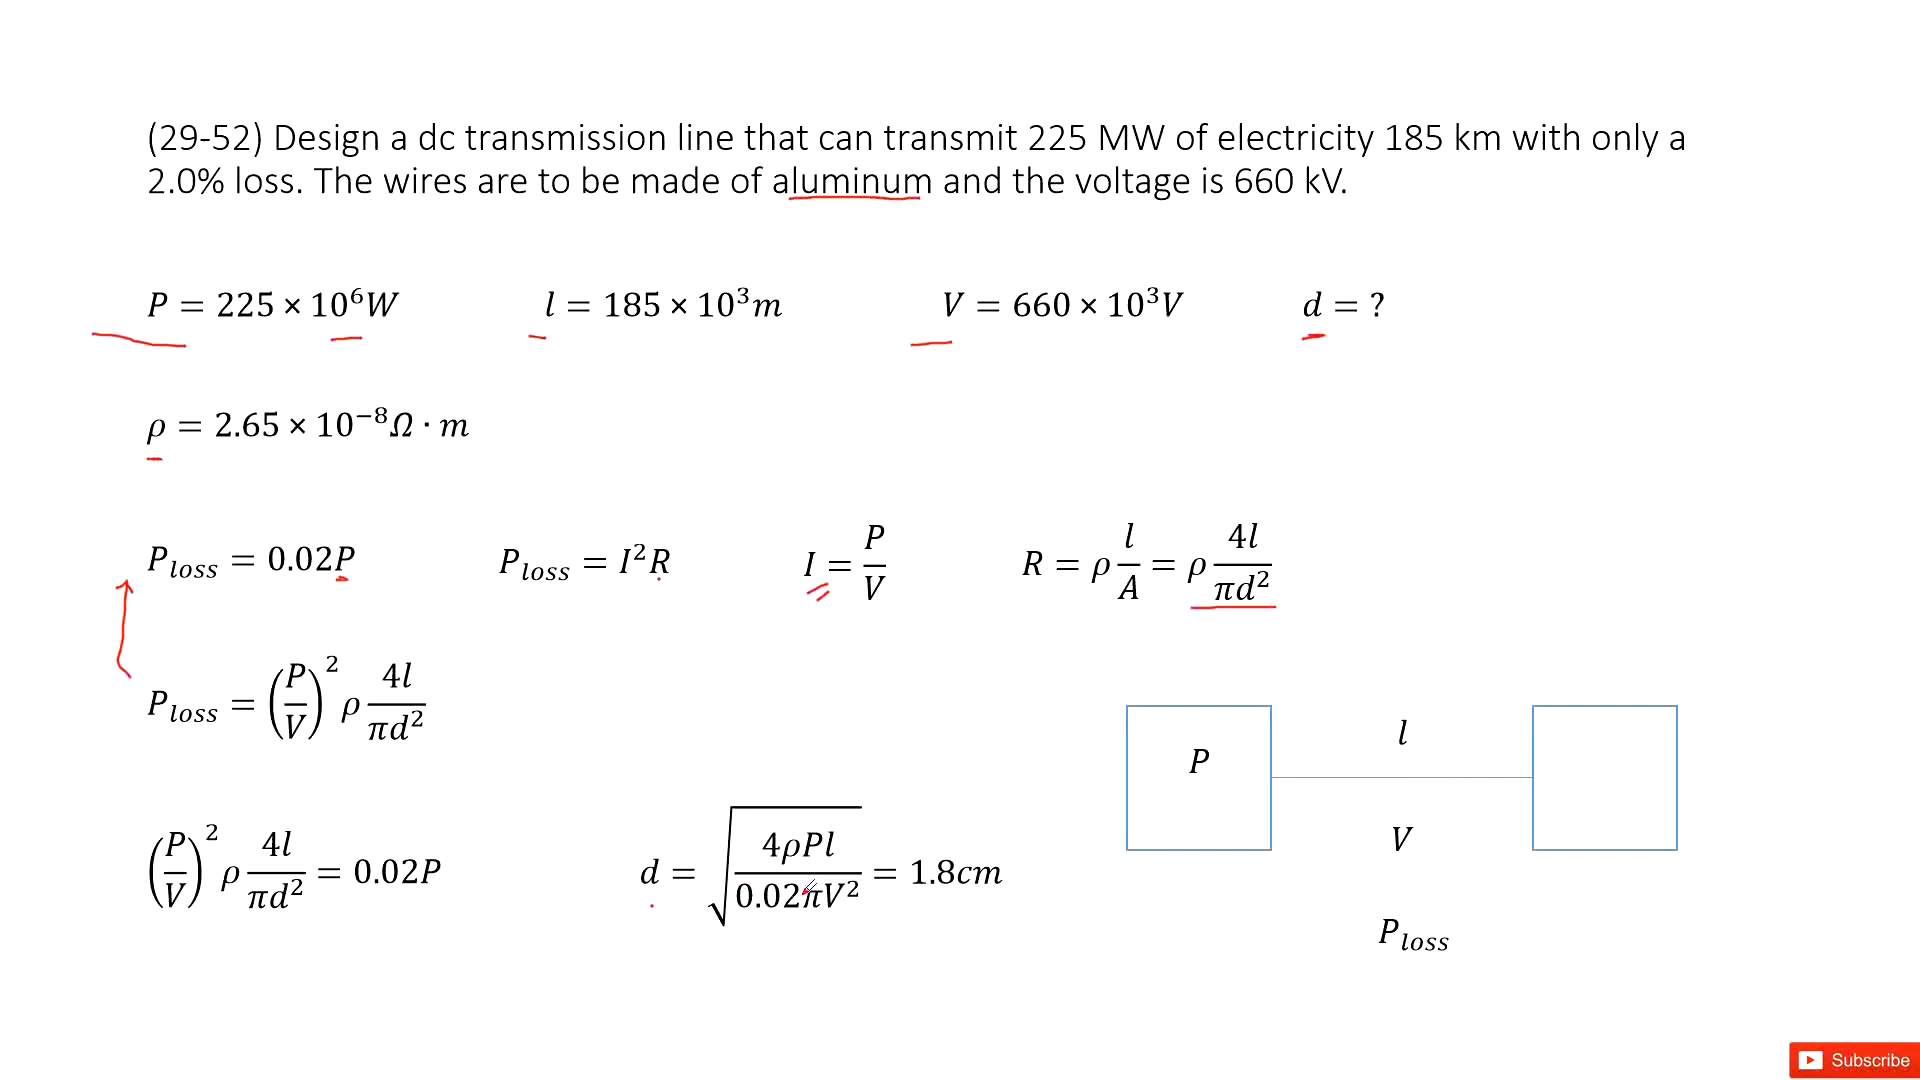 (29-52) Design a dc transmission line that can transmit 225 MW of electricity 185 km with only a
2.0% loss. The wires are to be made of aluminum and the voltage is 660 kV.
P = 225 × 10⁶W l = 185 × 10³m V = 660 × 10³V d = ?
ρ = 2.65 × 10⁻⁸Ω · m
P_loss = 0.02P P_loss = I²R I = P/V R = ρ l/A = ρ 4l/πd²
P_loss = (P/V)² ρ 4l/πd²
P l
V
(P/V)² ρ 4l/πd² = 0.02P d = √(4ρPl/0.02πV²) = 1.8cm
P_loss
Subscribe